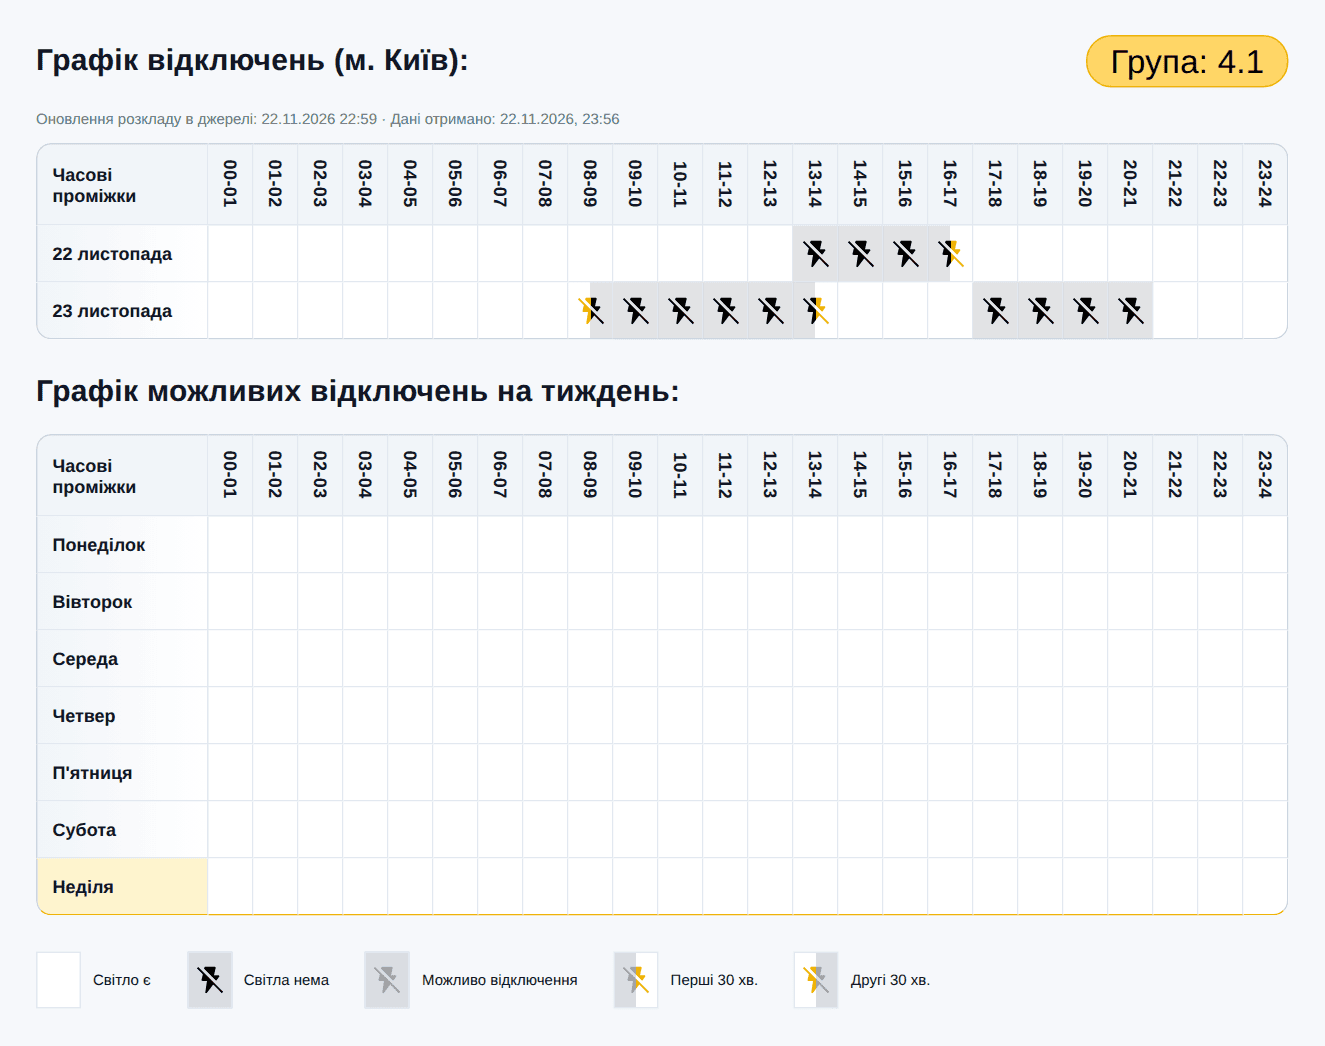 Графік відключень (м. Київ):
Група: 4.1
Оновлення розкладу в джерелі: 22.11.2026 22:59 · Дані отримано: 22.11.2026, 23:56
Часові
проміжки
00-01 01-02 02-03 03-04 04-05 05-06 06-07 07-08 08-09 09-10 10-11 11-12 12-13 13-14 14-15 15-16 16-17 17-18 18-19 19-20 20-21 21-22 22-23 23-24
22 листопада
23 листопада
Графік можливих відключень на тиждень:
Часові
проміжки
00-01 01-02 02-03 03-04 04-05 05-06 06-07 07-08 08-09 09-10 10-11 11-12 12-13 13-14 14-15 15-16 16-17 17-18 18-19 19-20 20-21 21-22 22-23 23-24
Понеділок
Вівторок
Середа
Четвер
П'ятниця
Субота
Неділя
Світло є Світла нема Можливо відключення Перші 30 хв. Другі 30 хв.